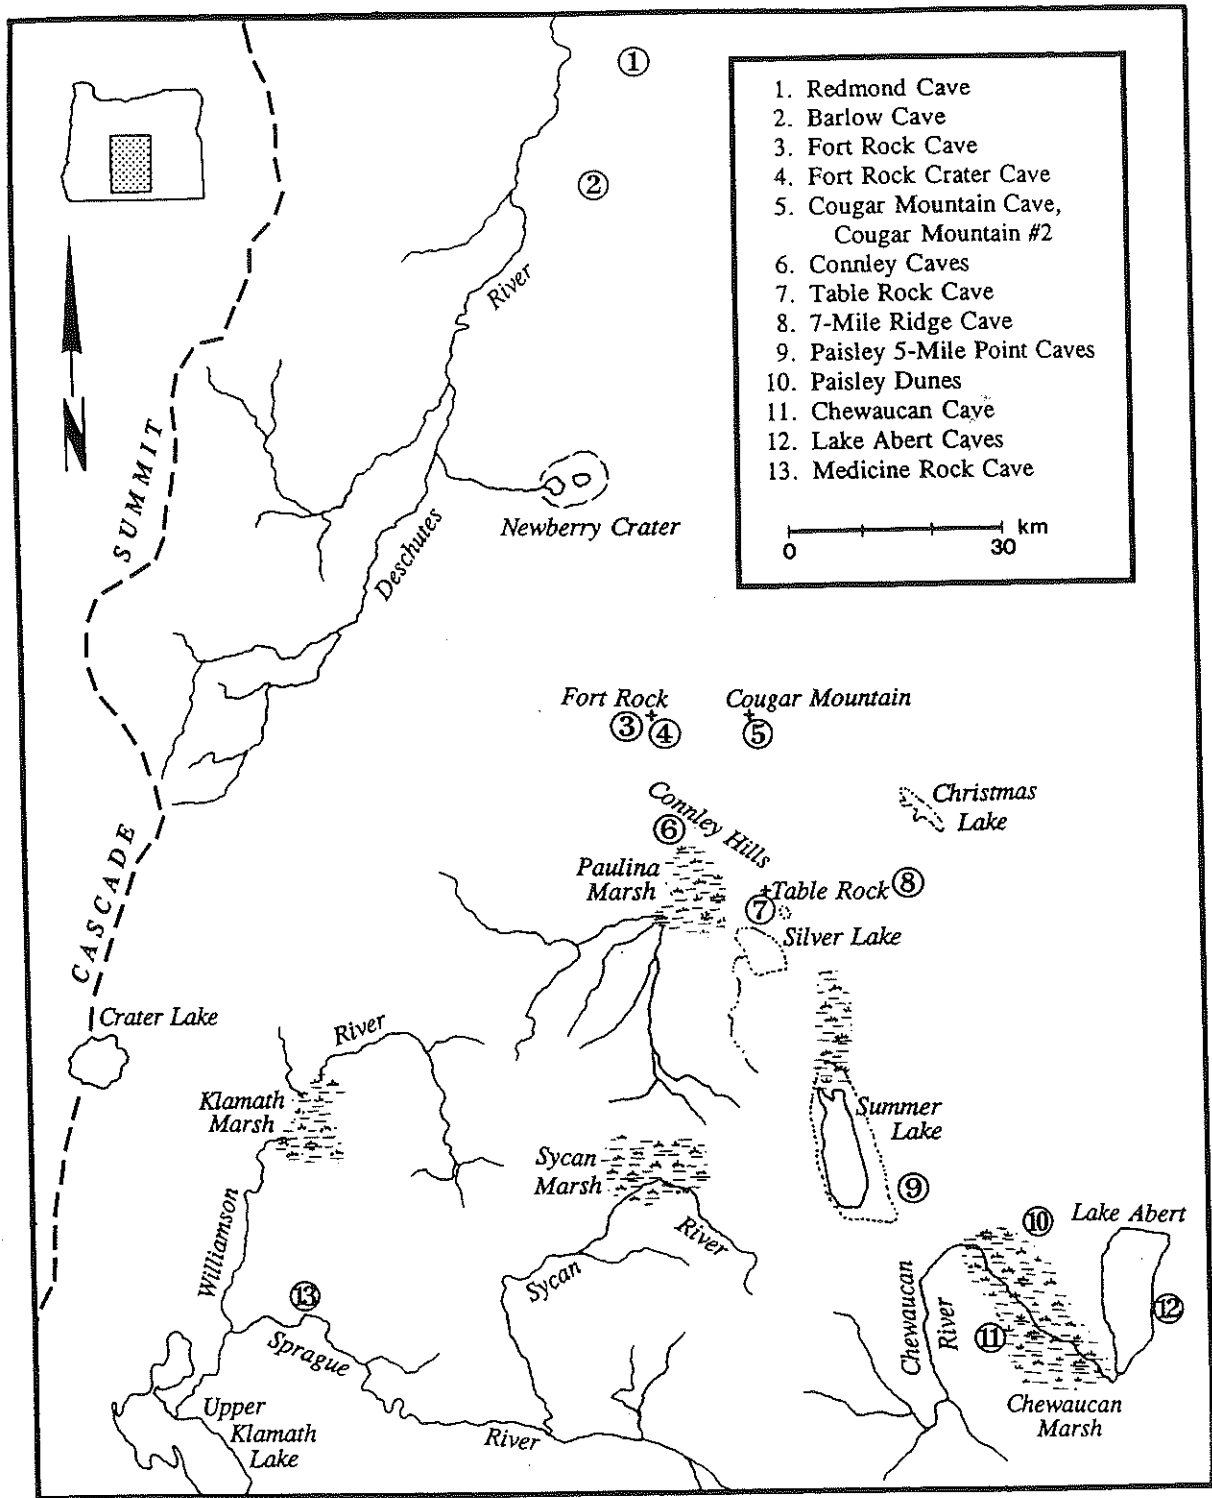 ①
②
1. Redmond Cave
2. Barlow Cave
3. Fort Rock Cave
4. Fort Rock Crater Cave
5. Cougar Mountain Cave,
Cougar Mountain #2
6. Connley Caves
7. Table Rock Cave
8. 7-Mile Ridge Cave
9. Paisley 5-Mile Point Caves
10. Paisley Dunes
11. Chewaucan Cave
12. Lake Abert Caves
13. Medicine Rock Cave
km
0 30
N
CASCADE SUMMIT
Deschutes River
Newberry Crater
Fort Rock
③ ④
Cougar Mountain
⑤
Christmas
Lake
Connley Hills
⑥
Paulina
Marsh
Table Rock
⑦
⑧
Silver Lake
Crater Lake
River
Klamath
Marsh
Williamson
Sycan
Marsh
Summer
Lake
⑨
⑩
Lake Abert
River
Sycan
Chewaucan
River
⑪
⑫
⑬
Sprague
River
Chewaucan
Marsh
Upper
Klamath
Lake